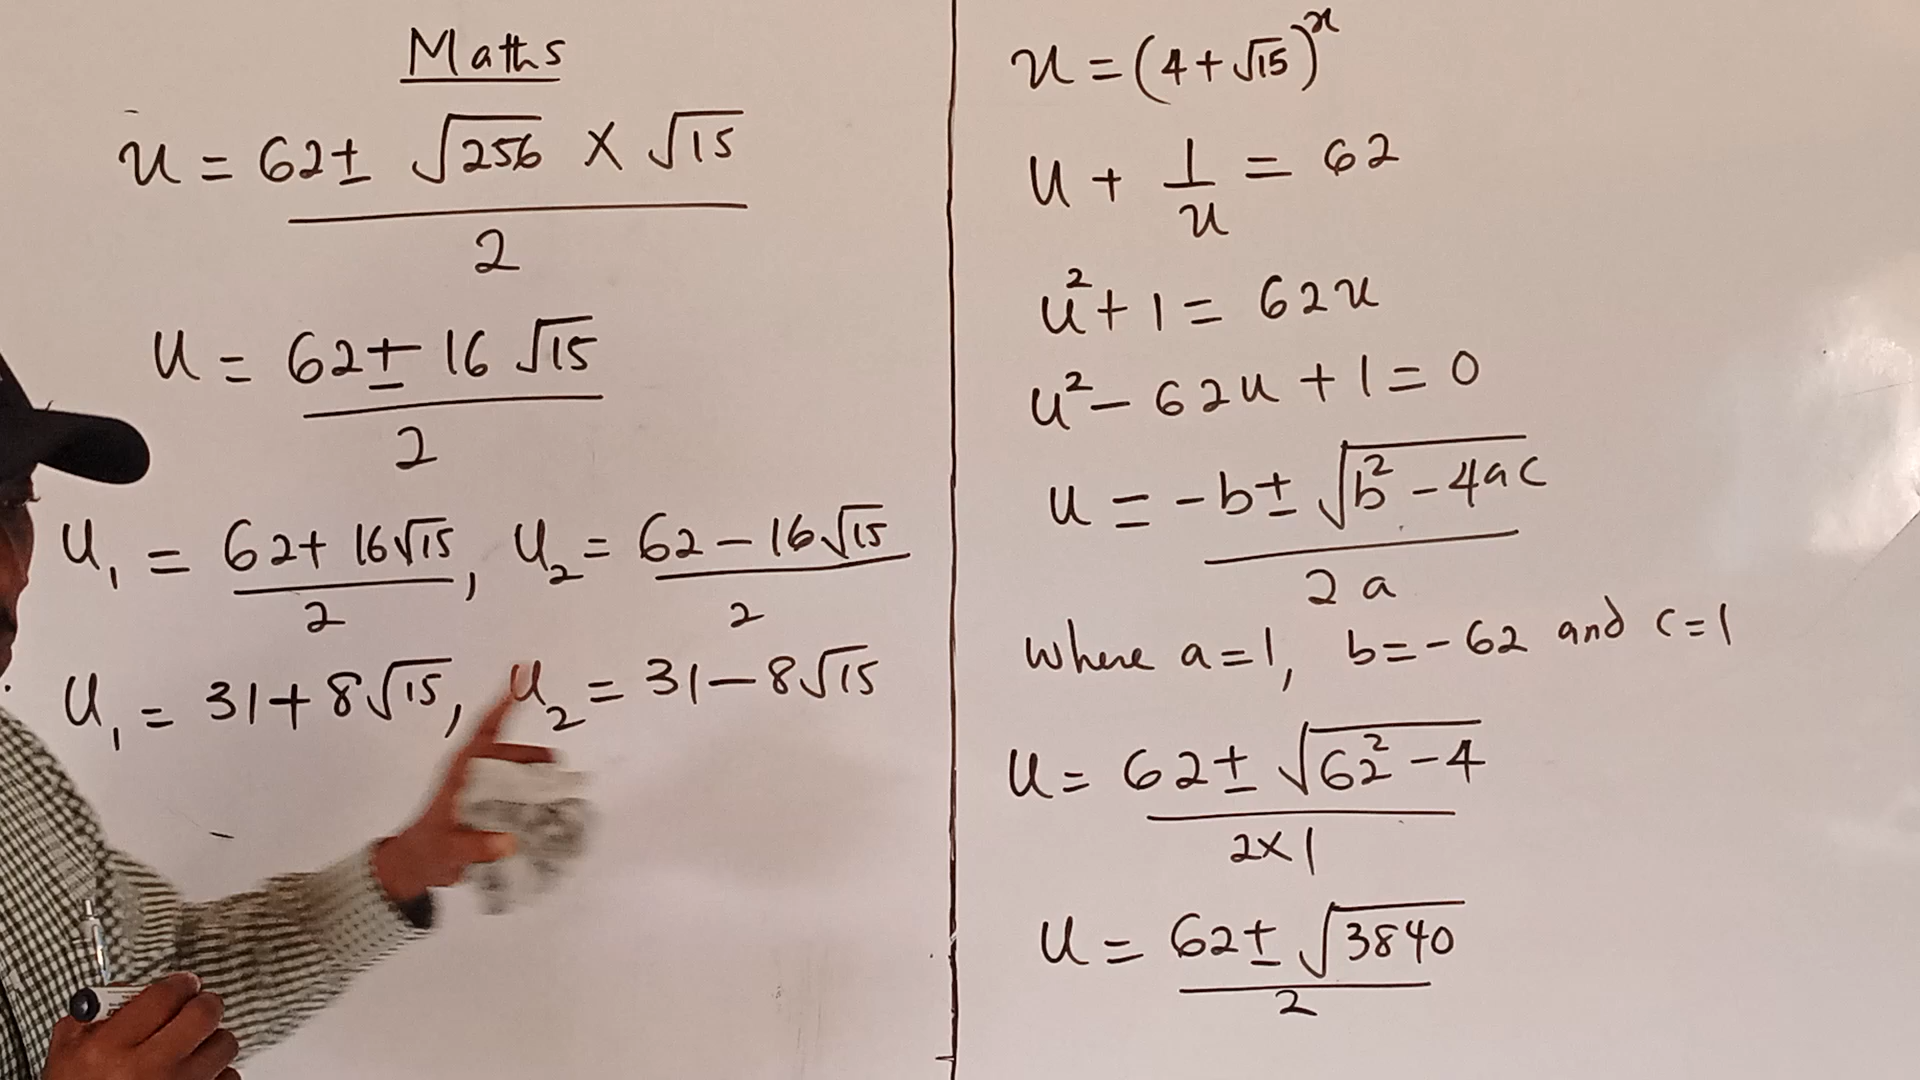 Maths
u = 62 ± √256 × √15
2
u = 62 ± 16 √15
2
u₁ = 62 + 16√15, u₂ = 62 − 16√15
2 2
u₁ = 31 + 8√15, u₂ = 31 − 8√15
u = (4 + √15)ˣ
u + 1 = 62
u
u² + 1 = 62u
u² − 62u + 1 = 0
u = −b ± √b² − 4ac
2a
where a = 1, b = −62 and c = 1
u = 62 ± √62² − 4
2 × 1
u = 62 ± √3840
2